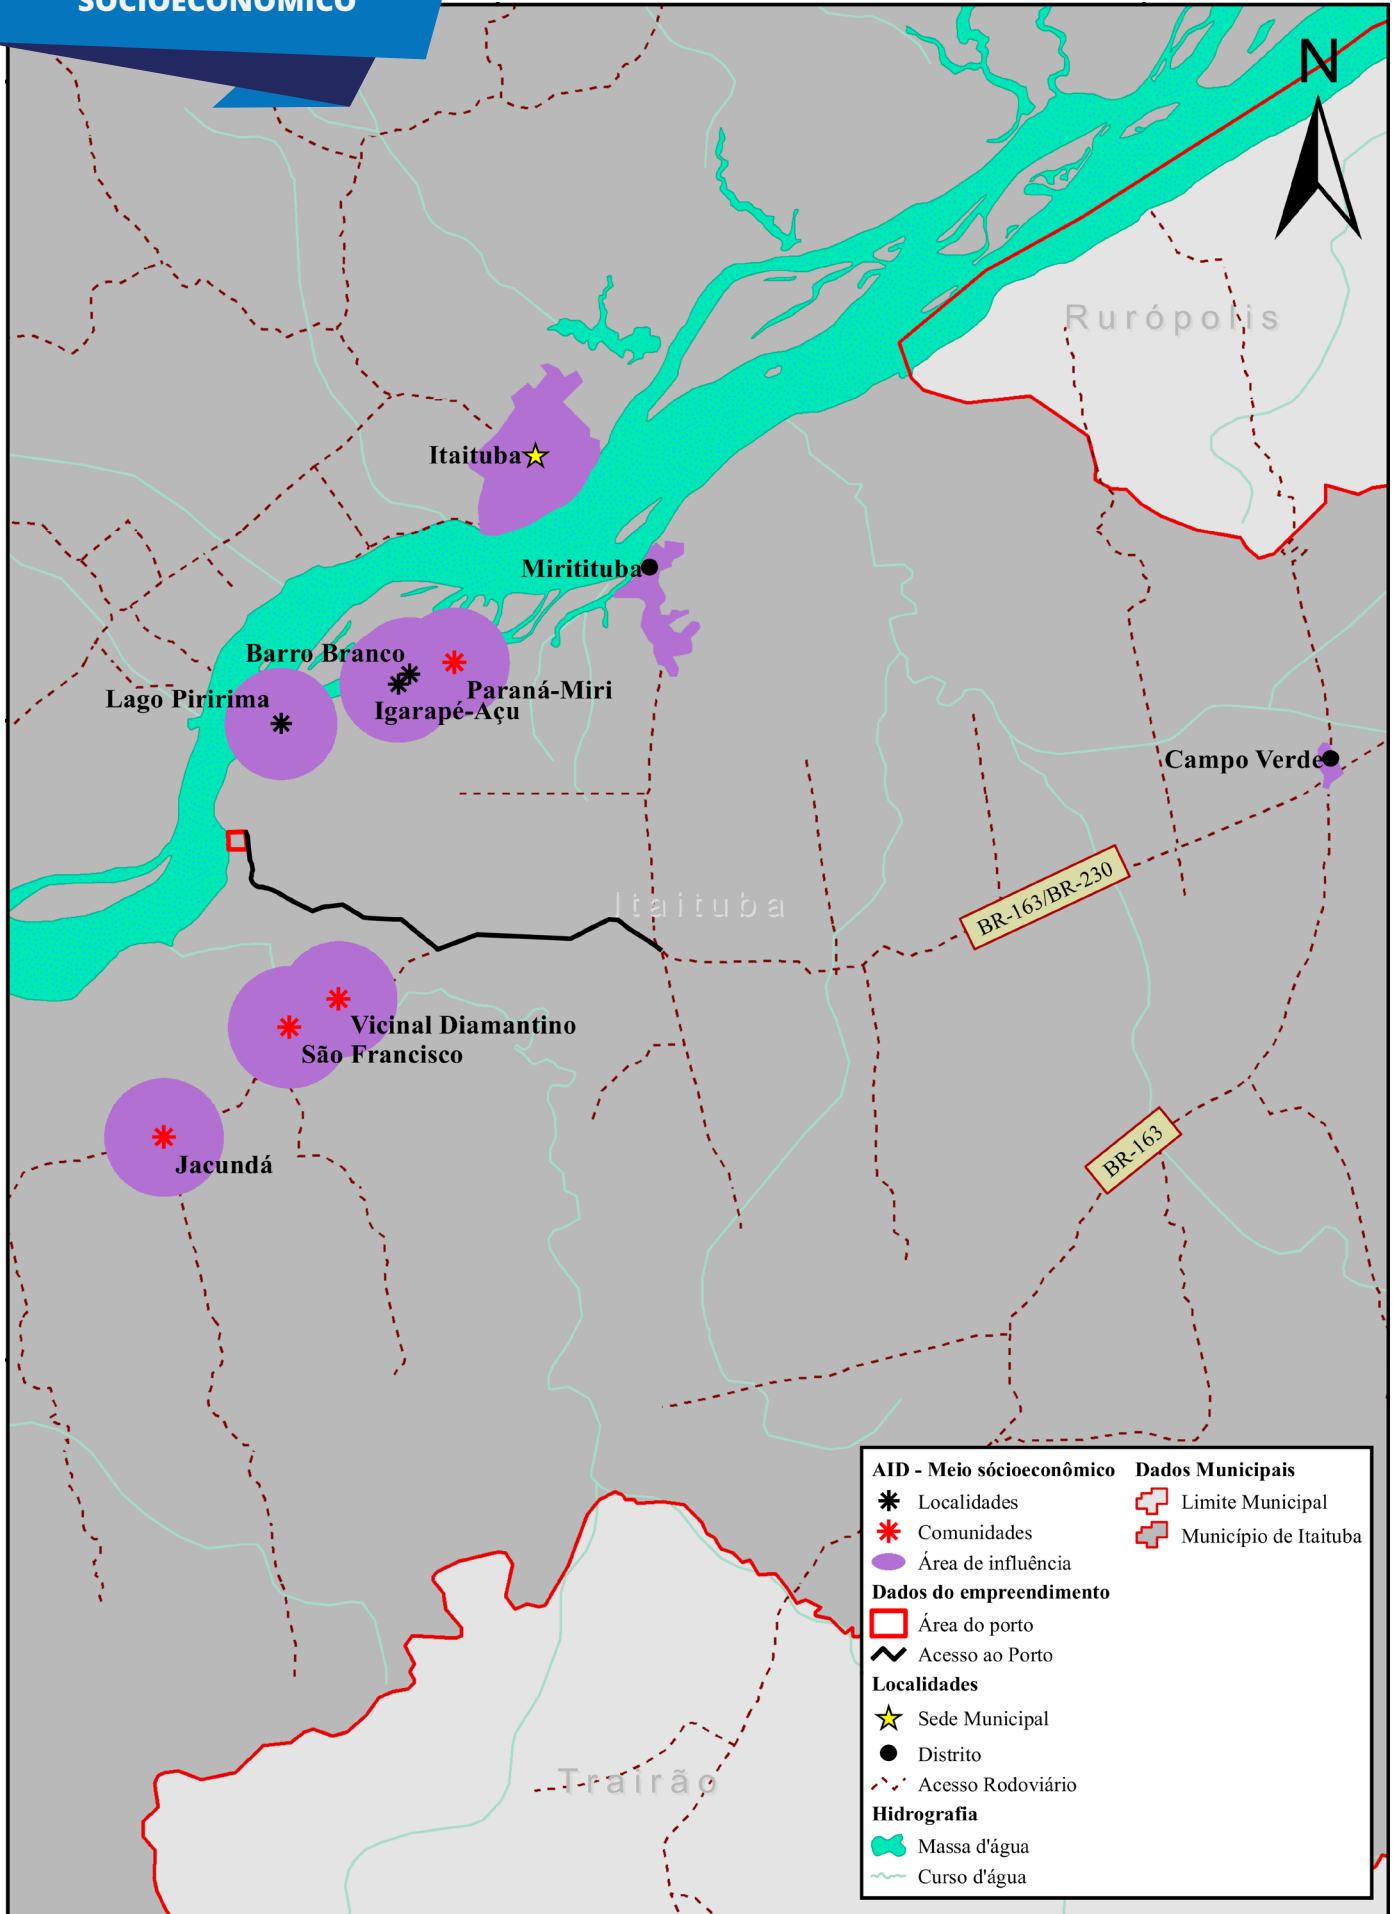 SOCIOECONÔMICO
N
Rurópolis
Itaituba
Miritituba
Barro Branco
Paraná-Miri
Lago Piririma
Igarapé-Açu
Campo Verde
BR-163/BR-230
Itaituba
Vicinal Diamantino
São Francisco
BR-163
Jacundá
Trairão
AID - Meio sócioeconômico
Localidades
Comunidades
Área de influência
Dados do empreendimento
Área do porto
Acesso ao Porto
Localidades
Sede Municipal
Distrito
Acesso Rodoviário
Hidrografia
Massa d'água
Curso d'água
Dados Municipais
Limite Municipal
Município de Itaituba